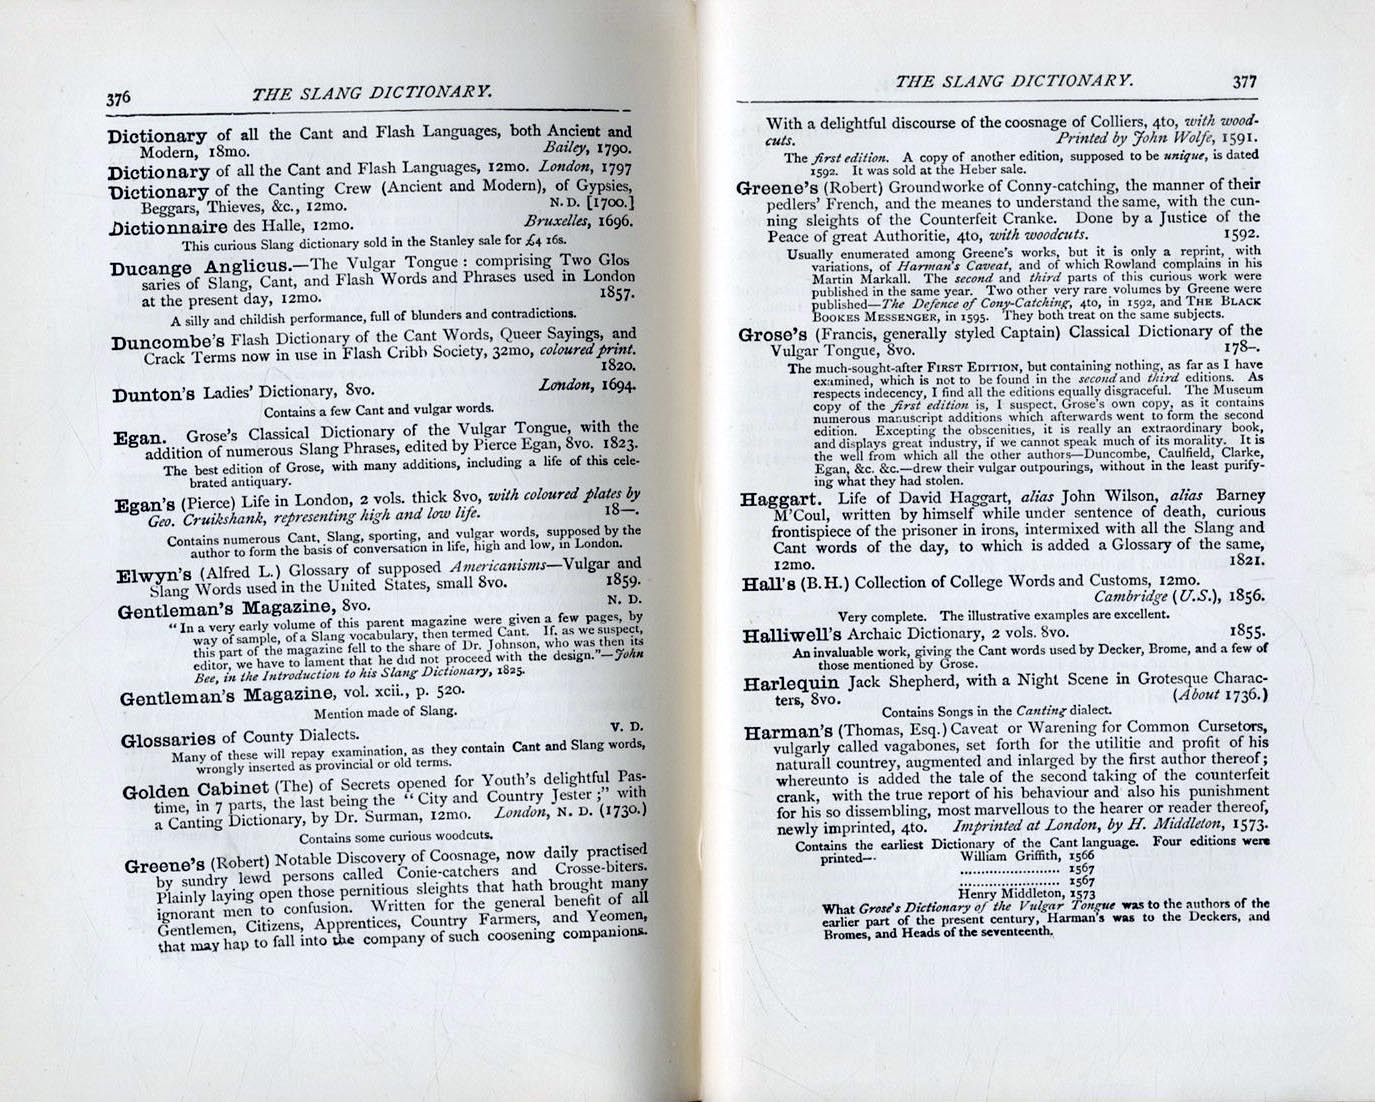 376
THE SLANG DICTIONARY.
Dictionary of all the Cant and Flash Languages, both Ancient and
Modern, 18mo. Bailey, 1790.
Dictionary of all the Cant and Flash Languages, 12mo. London, 1797
Dictionary of the Canting Crew (Ancient and Modern), of Gypsies,
Beggars, Thieves, &c., 12mo. N.D. [1700.]
Dictionnaire des Halle, 12mo. Bruxelles, 1696.
This curious Slang dictionary sold in the Stanley sale for £4 16s.
Ducange Anglicus.—The Vulgar Tongue: comprising Two Glos
saries of Slang, Cant, and Flash Words and Phrases used in London
at the present day, 12mo. 1857.
A silly and childish performance, full of blunders and contradictions.
Duncombe's Flash Dictionary of the Cant Words, Queer Sayings, and
Crack Terms now in use in Flash Cribb Society, 32mo, coloured print.
1820.
Dunton's Ladies' Dictionary, 8vo. London, 1694.
Contains a few Cant and vulgar words.
Egan. Grose's Classical Dictionary of the Vulgar Tongue, with the
addition of numerous Slang Phrases, edited by Pierce Egan, 8vo. 1823.
The best edition of Grose, with many additions, including a life of this cele-
brated antiquary.
Egan's (Pierce) Life in London, 2 vols. thick 8vo, with coloured plates by
Geo. Cruikshank, representing high and low life. 18—.
Contains numerous Cant, Slang, sporting, and vulgar words, supposed by the
author to form the basis of conversation in life, high and low, in London.
Elwyn's (Alfred L.) Glossary of supposed Americanisms—Vulgar and
Slang Words used in the United States, small 8vo. 1859.
Gentleman's Magazine, 8vo. N. D.
"In a very early volume of this parent magazine were given a few pages, by
way of sample, of a Slang vocabulary, then termed Cant. If, as we suspect,
this part of the magazine fell to the share of Dr. Johnson, who was then its
editor, we have to lament that he did not proceed with the design."—John
Bee, in the Introduction to his Slang Dictionary, 1825.
Gentleman's Magazine, vol. xcii., p. 520.
Mention made of Slang.
Glossaries of County Dialects. V. D.
Many of these will repay examination, as they contain Cant and Slang words,
wrongly inserted as provincial or old terms.
Golden Cabinet (The) of Secrets opened for Youth's delightful Pas-
time, in 7 parts, the last being the "City and Country Jester;" with
a Canting Dictionary, by Dr. Surman, 12mo. London, N. D. (1730.)
Contains some curious woodcuts.
Greene's (Robert) Notable Discovery of Coosnage, now daily practised
by sundry lewd persons called Conie-catchers and Crosse-biters.
Plainly laying open those pernitious sleights that hath brought many
ignorant men to confusion. Written for the general benefit of all
Gentlemen, Citizens, Apprentices, Country Farmers, and Yeomen,
that may hap to fall into the company of such coosening companions.
THE SLANG DICTIONARY.
377
With a delightful discourse of the coosnage of Colliers, 4to, with wood-
cuts. Printed by John Wolfe, 1591.
The first edition. A copy of another edition, supposed to be unique, is dated
1592. It was sold at the Heber sale.
Greene's (Robert) Groundworke of Conny-catching, the manner of their
pedlers' French, and the meanes to understand the same, with the cun-
ning sleights of the Counterfeit Cranke. Done by a Justice of the
Peace of great Authoritie, 4to, with woodcuts. 1592.
Usually enumerated among Greene's works, but it is only a reprint, with
variations, of Harman's Caveat, and of which Rowland complains in his
Martin Markall. The second and third parts of this curious work were
published in the same year. Two other very rare volumes by Greene were
published—The Defence of Cony-Catching, 4to, in 1592, and THE BLACK
BOOKES MESSENGER, in 1595. They both treat on the same subjects.
Grose's (Francis, generally styled Captain) Classical Dictionary of the
Vulgar Tongue, 8vo. 178-.
The much-sought-after FIRST EDITION, but containing nothing, as far as I have
examined, which is not to be found in the second and third editions. As
respects indecency, I find all the editions equally disgraceful. The Museum
copy of the first edition is, I suspect, Grose's own copy, as it contains
numerous manuscript additions which afterwards went to form the second
edition. Excepting the obscenities, it is really an extraordinary book,
and displays great industry, if we cannot speak much of its morality. It is
the well from which all the other authors—Duncombe, Caulfield, Clarke,
Egan, &c. &c.—drew their vulgar outpourings, without in the least purify-
ing what they had stolen.
Haggart. Life of David Haggart, alias John Wilson, alias Barney
M'Coul, written by himself while under sentence of death, curious
frontispiece of the prisoner in irons, intermixed with all the Slang and
Cant words of the day, to which is added a Glossary of the same,
12mo. 1821.
Hall's (B.H.) Collection of College Words and Customs, 12mo.
Cambridge (U.S.), 1856.
Very complete. The illustrative examples are excellent.
Halliwell's Archaic Dictionary, 2 vols. 8vo. 1855.
An invaluable work, giving the Cant words used by Decker, Brome, and a few of
those mentioned by Grose.
Harlequin Jack Shepherd, with a Night Scene in Grotesque Charac-
ters, 8vo. (About 1736.)
Contains Songs in the Canting dialect.
Harman's (Thomas, Esq.) Caveat or Warening for Common Cursetors,
vulgarly called vagabones, set forth for the utilitie and profit of his
naturall countrey, augmented and inlarged by the first author thereof;
whereunto is added the tale of the second taking of the counterfeit
crank, with the true report of his behaviour and also his punishment
for his so dissembling, most marvellous to the hearer or reader thereof,
newly imprinted, 4to. Imprinted at London, by H. Middleton, 1573.
Contains the earliest Dictionary of the Cant language. Four editions were
printed— William Griffith, 1566
........................ 1567
........................ 1567
Henry Middleton, 1573
What Grose's Dictionary of the Vulgar Tongue was to the authors of the
earlier part of the present century, Harman's was to the Deckers, and
Bromes, and Heads of the seventeenth.